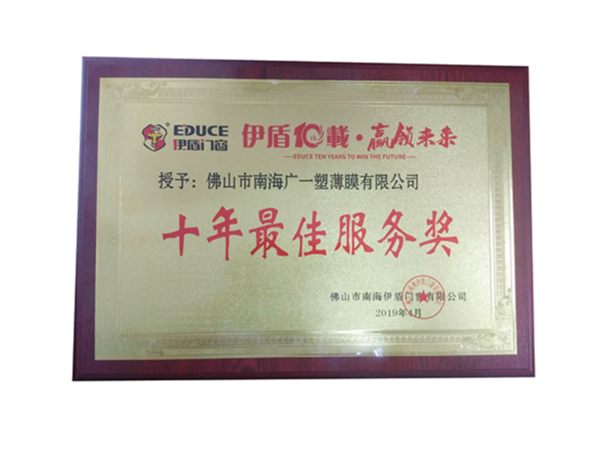 EDUCE 伊盾10載·赢领未来
伊盾门窗 EDUCE TEN YEARS TO WIN THE FUTURE
授予：佛山市南海广一塑薄膜有限公司
十年最佳服务奖
佛山市南海伊盾门窗有限公司
2019年4月